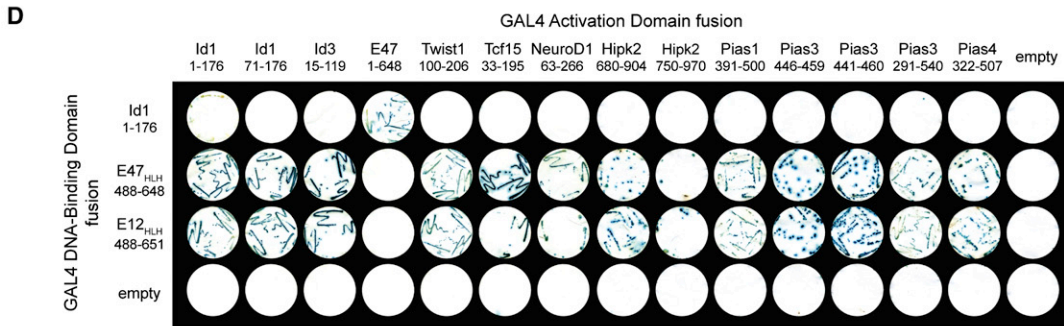 D
GAL4 Activation Domain fusion
Id1 Id1 Id3 E47 Twist1 Tcf15 NeuroD1 Hipk2 Hipk2 Pias1 Pias3 Pias3 Pias3 Pias4 empty
1-176 71-176 15-119 1-648 100-206 33-195 63-266 680-904 750-970 391-500 446-459 441-460 291-540 322-507
GAL4 DNA-Binding Domain
fusion
Id1
1-176
E47HLH
488-648
E12HLH
488-651
empty